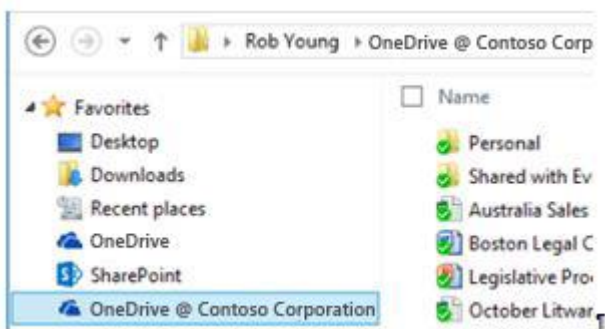 Rob Young OneDrive @ Contoso Corp
Name
Favorites
Desktop
Downloads
Recent places
OneDrive
SharePoint
OneDrive @ Contoso Corporation
Personal
Shared with Ev
Australia Sales
Boston Legal C
Legislative Pro
October Litwar